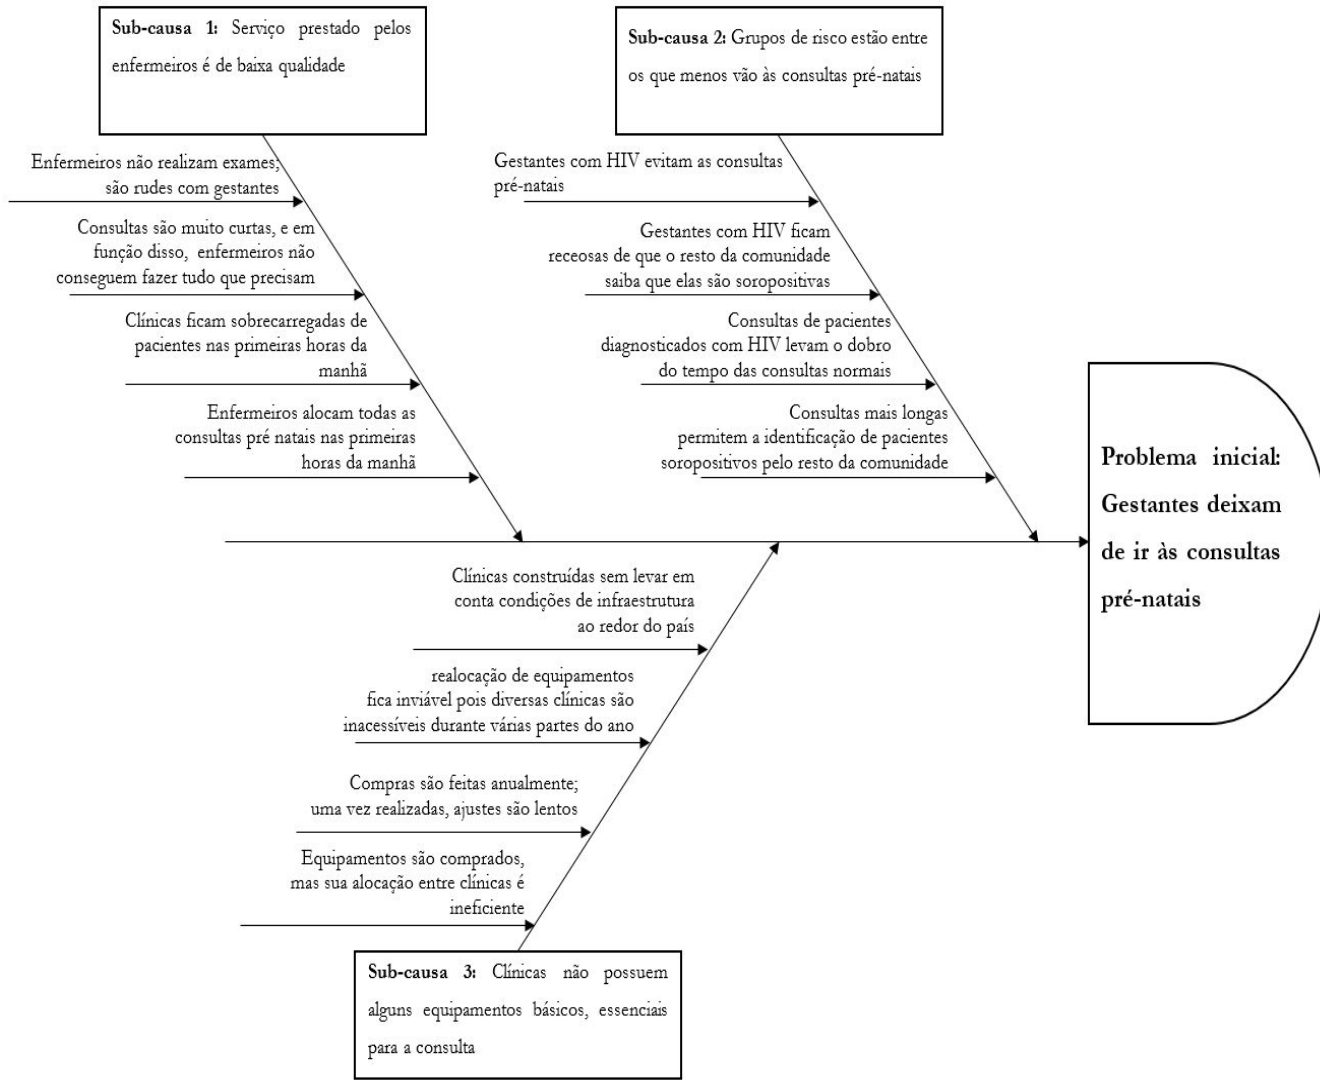 Sub-causa 1: Serviço prestado pelos
enfermeiros é de baixa qualidade
Sub-causa 2: Grupos de risco estão entre
os que menos vão às consultas pré-natais
Enfermeiros não realizam exames;
são rudes com gestantes
Consultas são muito curtas, e em
função disso, enfermeiros não
conseguem fazer tudo que precisam
Clínicas ficam sobrecarregadas de
pacientes nas primeiras horas da
manhã
Enfermeiros alocam todas as
consultas pré natais nas primeiras
horas da manhã
Gestantes com HIV evitam as consultas
pré-natais
Gestantes com HIV ficam
receosas de que o resto da comunidade
saiba que elas são soropositivas
Consultas de pacientes
diagnosticados com HIV levam o dobro
do tempo das consultas normais
Consultas mais longas
permitem a identificação de pacientes
soropositivos pelo resto da comunidade
Problema inicial:
Gestantes deixam
de ir às consultas
pré-natais
Clínicas construídas sem levar em
conta condições de infraestrutura
ao redor do país
realocação de equipamentos
fica inviável pois diversas clínicas são
inacessíveis durante várias partes do ano
Compras são feitas anualmente;
uma vez realizadas, ajustes são lentos
Equipamentos são comprados,
mas sua alocação entre clínicas é
ineficiente
Sub-causa 3: Clínicas não possuem
alguns equipamentos básicos, essenciais
para a consulta